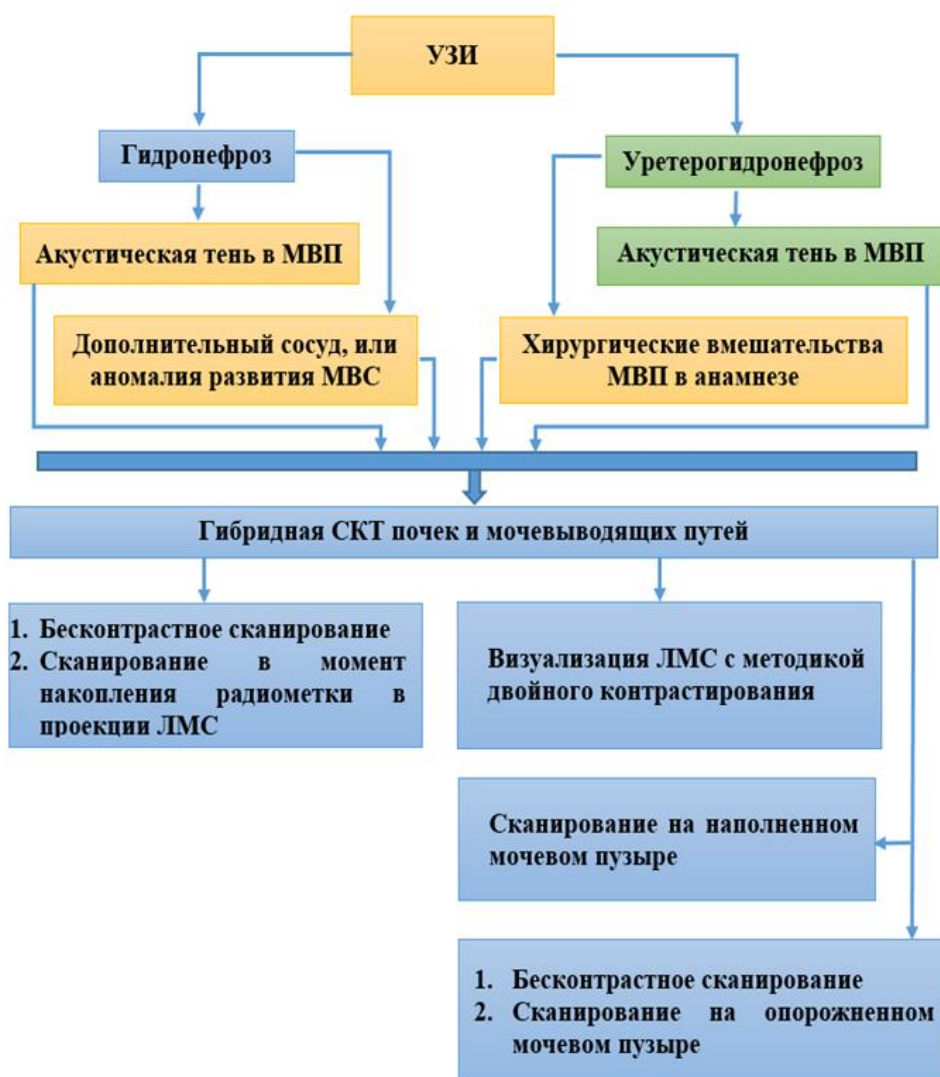 УЗИ
Гидронефроз
Уретерогидронефроз
Акустическая тень в МВП
Акустическая тень в МВП
Дополнительный сосуд, или
аномалия развития МВС
Хирургические вмешательства
МВП в анамнезе
Гибридная СКТ почек и мочевыводящих путей
1. Бесконтрастное сканирование
2. Сканирование в момент
накопления радиометки в
проекции ЛМС
Визуализация ЛМС с методикой
двойного контрастирования
Сканирование на наполненном
мочевом пузыре
1. Бесконтрастное сканирование
2. Сканирование на опорожненном
мочевом пузыре